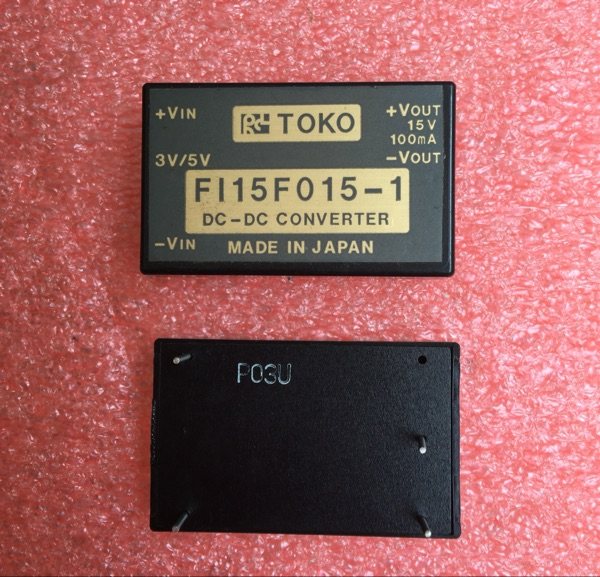 +VIN
TOKO
+VOUT
15V
100mA
3V/5V
-VOUT
FI15F015-1
DC-DC CONVERTER
-VIN
MADE IN JAPAN
P03U